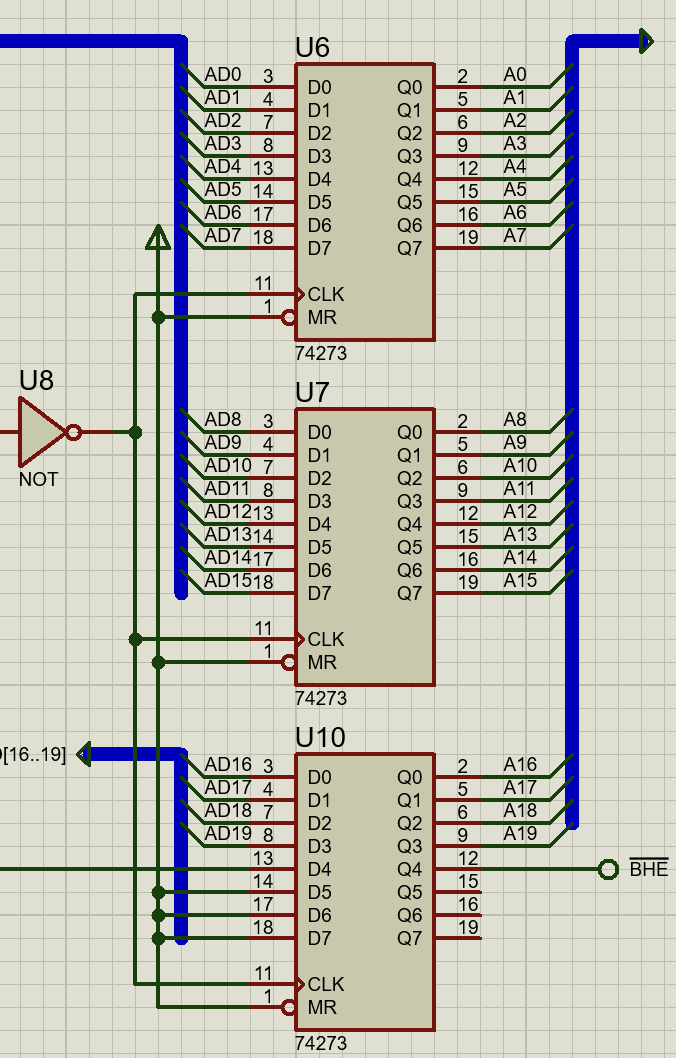 U6
AD0 3 D0 Q0 2 A0
AD1 4 D1 Q1 5 A1
AD2 7 D2 Q2 6 A2
AD3 8 D3 Q3 9 A3
AD4 13 D4 Q4 12 A4
AD5 14 D5 Q5 15 A5
AD6 17 D6 Q6 16 A6
AD7 18 D7 Q7 19 A7
11 CLK
1 MR
74273
U8
NOT
U7
AD8 3 D0 Q0 2 A8
AD9 4 D1 Q1 5 A9
AD10 7 D2 Q2 6 A10
AD11 8 D3 Q3 9 A11
AD12 13 D4 Q4 12 A12
AD13 14 D5 Q5 15 A13
AD14 17 D6 Q6 16 A14
AD15 18 D7 Q7 19 A15
11 CLK
1 MR
74273
U10
[16..19]
AD16 3 D0 Q0 2 A16
AD17 4 D1 Q1 5 A17
AD18 7 D2 Q2 6 A18
AD19 8 D3 Q3 9 A19
13 D4 Q4 12 BHE
14 D5 Q5 15
17 D6 Q6 16
18 D7 Q7 19
11 CLK
1 MR
74273